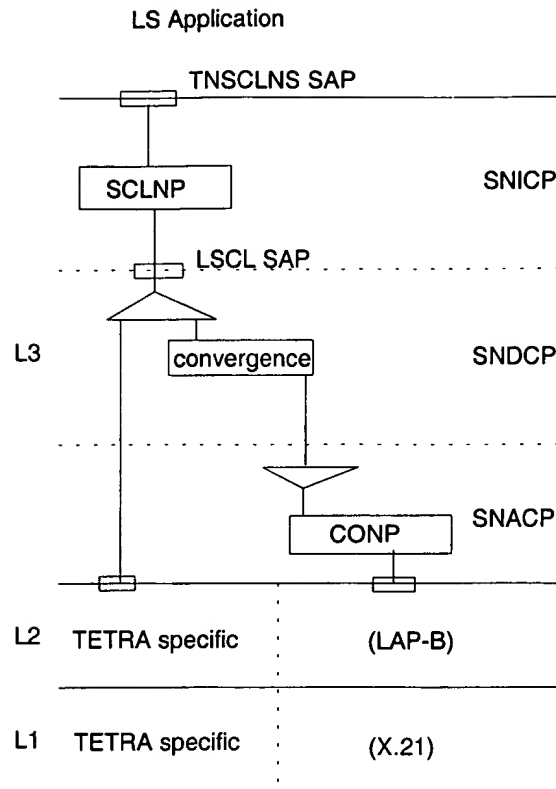 LS Application
TNSCLNS SAP
SCLNP
SNICP
LSCL SAP
L3
convergence
SNDCP
SNACP
CONP
L2
TETRA specific
(LAP-B)
L1
TETRA specific
(X.21)